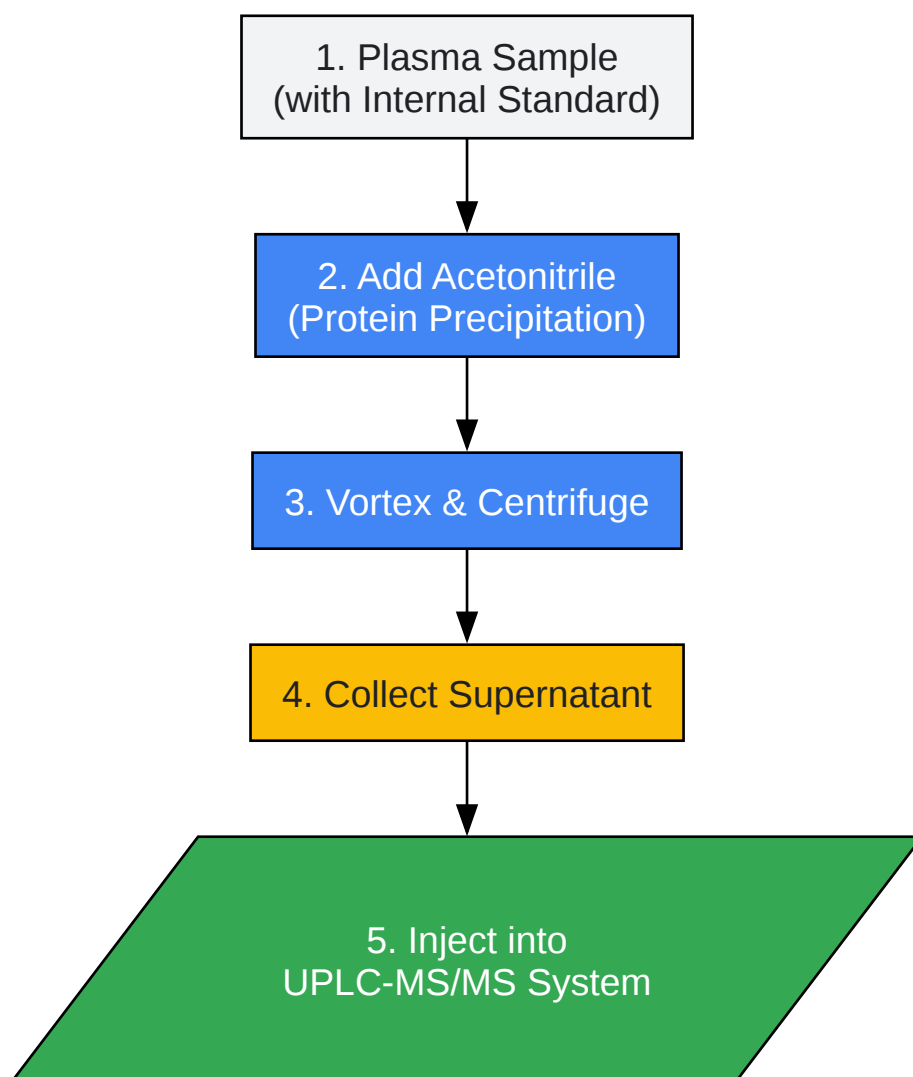 1. Plasma Sample
(with Internal Standard)
2. Add Acetonitrile
(Protein Precipitation)
3. Vortex & Centrifuge
4. Collect Supernatant
5. Inject into
UPLC-MS/MS System